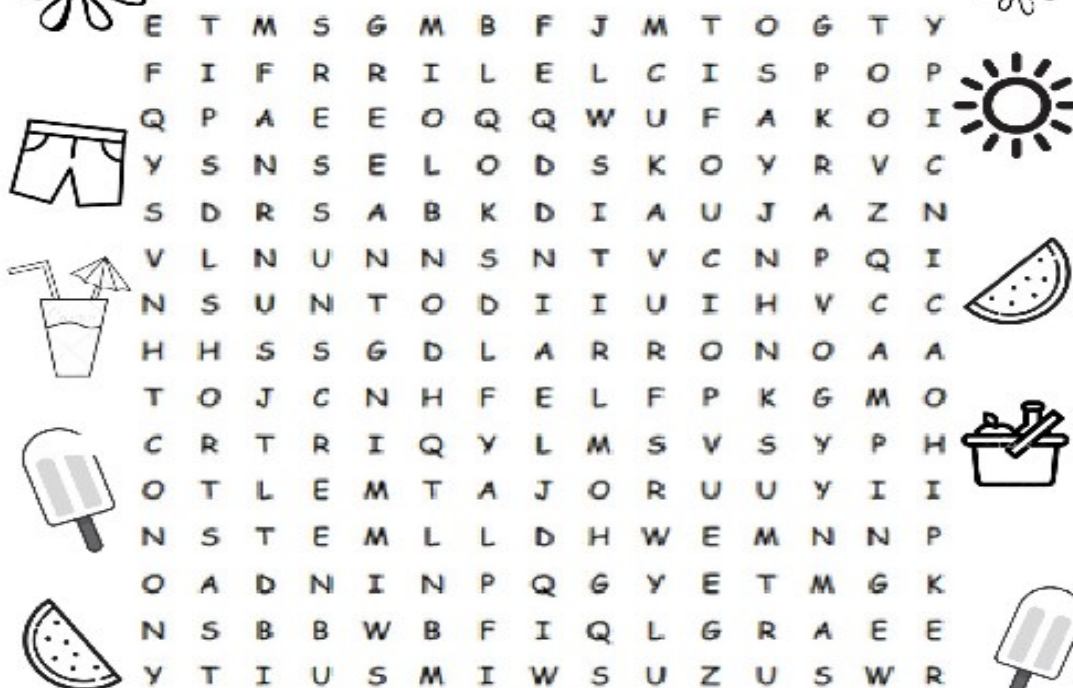 E T M S G M B F J M T O G T Y
F I F R R I L E L C I S P O P
Q P A E E O Q Q W U F A K O I
Y S N S E L O D S K O Y R V C
S D R S A B K D I A U J A Z N
V L N U N N S N T V C N P Q I
N S U N T O D I I U I H V C C
H H S S G D L A R R O N O A A
T O J C N H F E L F P K G M O
C R T R I Q Y L M S V S Y P H
O T L E M T A J O R U U Y I I
N S T E M L L D H W E M N N P
O A D N I N P Q G Y E T M G K
N S B B W B F I Q L G R A E E
Y T I U S M I W S U Z U S W R